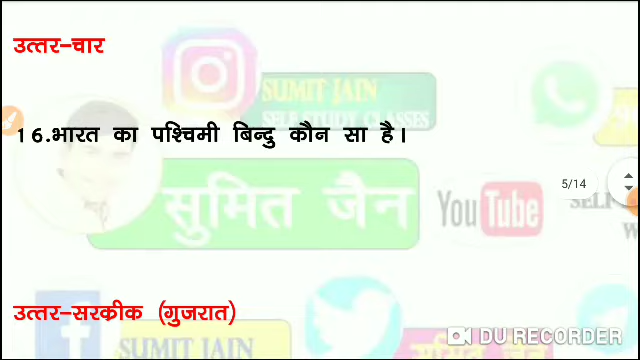 उत्तर-चार
SUMIT JAIN
SELF STUDY CLASSES
16.भारत का पश्चिमी बिन्दु कौन सा है।
5/14
सुमित जैन
YouTube
SELF
उत्तर-सरक्रीक (गुजरात)
DU RECORDER
SUMIT JAIN